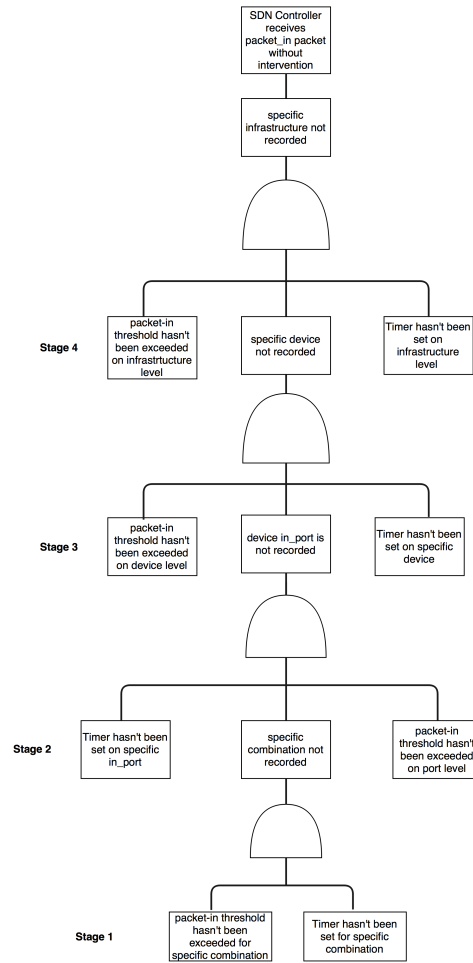 SDN Controller
receives
packet_in packet
without
intervention
specific
infrastructure not
recorded
packet-in
threshold hasn't
been exceeded
on infrastrtucture
level
specific device
not recorded
Timer hasn't been
set on
infrastructure
level
Stage 4
packet-in
threshold hasn't
been exceeded
on device level
device in_port is
not recorded
Timer hasn't been
set on specific
device
Stage 3
Timer hasn't been
set on specific
in_port
specific
combination not
recorded
packet-in
threshold hasn't
been exceeded
on port level
Stage 2
packet-in threshold
hasn't been
exceeded for
specific combination
Timer hasn't been
set for specific
combination
Stage 1